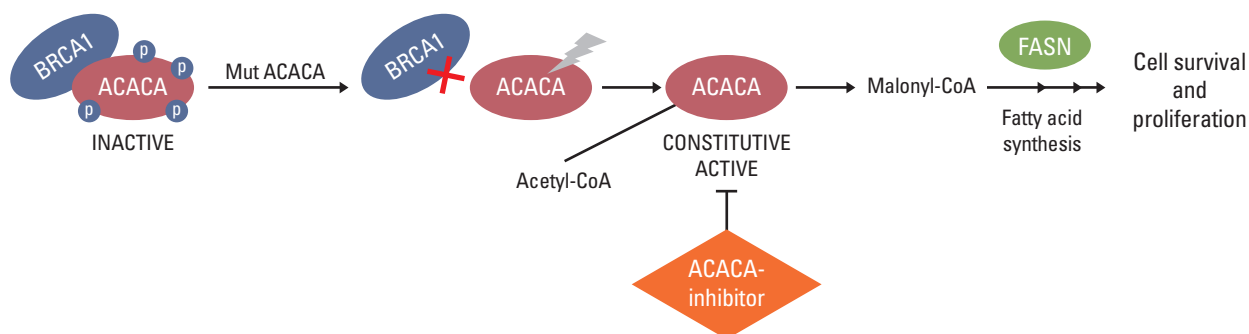 BRCA1
p
p
p
p
ACACA
INACTIVE
Mut ACACA
BRCA1
ACACA
ACACA
CONSTITUTIVE
ACTIVE
Acetyl-CoA
ACACA-
inhibitor
Malonyl-CoA
FASN
Fatty acid
synthesis
Cell survival
and
proliferation